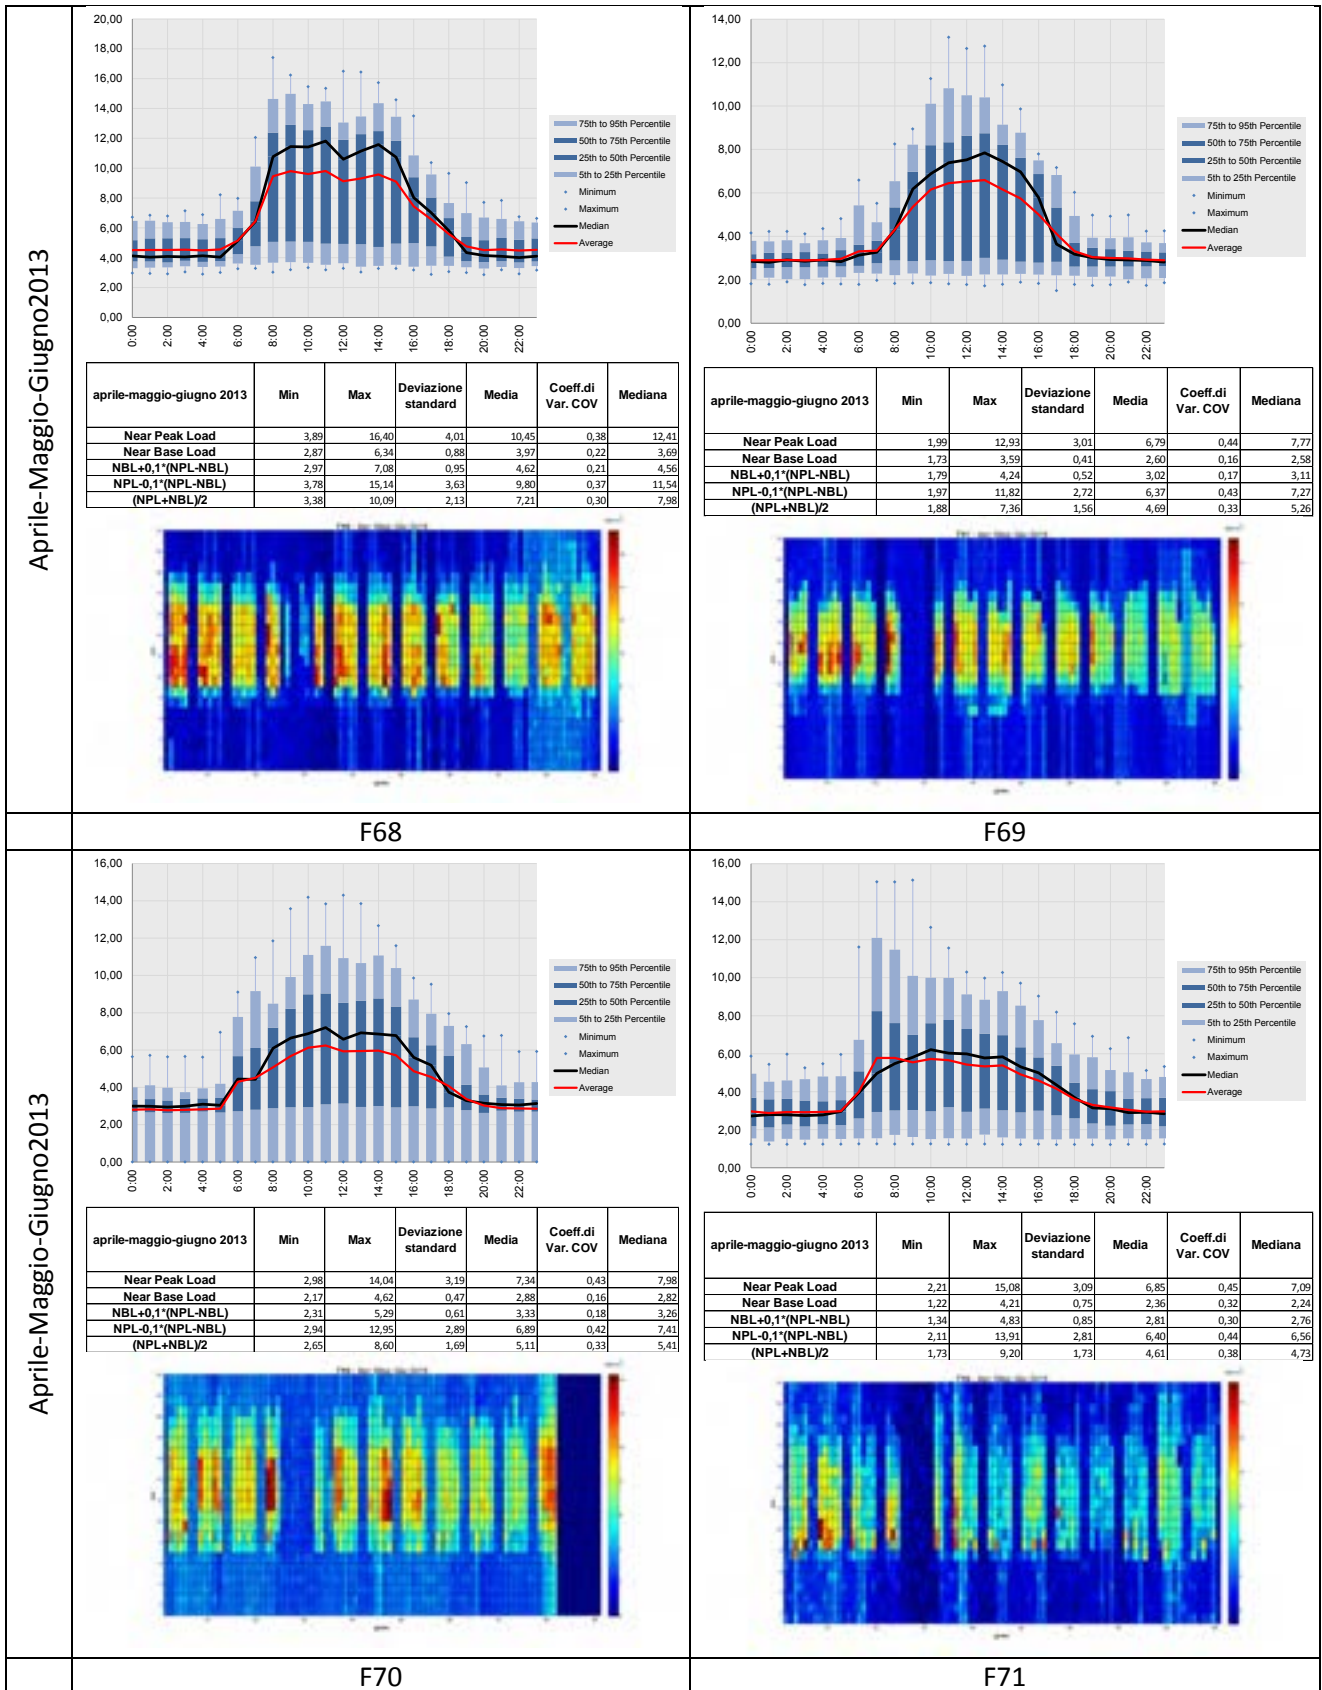 Aprile-Maggio-Giugno2013
20,00
18,00
16,00
14,00
12,00
10,00
8,00
6,00
4,00
2,00
0,00
0:00 2:00 4:00 6:00 8:00 10:00 12:00 14:00 16:00 18:00 20:00 22:00
75th to 95th Percentile
50th to 75th Percentile
25th to 50th Percentile
5th to 25th Percentile
Minimum
Maximum
Median
Average
aprile-maggio-giugno 2013 Min Max Deviazione standard Media Coeff.di Var. COV Mediana
Near Peak Load 3,89 16,40 4,01 10,45 0,38 12,41
Near Base Load 2,87 6,34 0,88 3,97 0,22 3,69
NBL+0,1*(NPL-NBL) 2,97 7,08 0,95 4,62 0,21 4,56
NPL-0,1*(NPL-NBL) 3,78 15,14 3,63 9,80 0,37 11,54
(NPL+NBL)/2 3,38 10,09 2,13 7,21 0,30 7,98
14,00
12,00
10,00
8,00
6,00
4,00
2,00
0,00
0:00 2:00 4:00 6:00 8:00 10:00 12:00 14:00 16:00 18:00 20:00 22:00
75th to 95th Percentile
50th to 75th Percentile
25th to 50th Percentile
5th to 25th Percentile
Minimum
Maximum
Median
Average
aprile-maggio-giugno 2013 Min Max Deviazione standard Media Coeff.di Var. COV Mediana
Near Peak Load 1,99 12,93 3,01 6,79 0,44 7,77
Near Base Load 1,73 3,59 0,41 2,60 0,16 2,58
NBL+0,1*(NPL-NBL) 1,79 4,24 0,52 3,02 0,17 3,11
NPL-0,1*(NPL-NBL) 1,97 11,82 2,72 6,37 0,43 7,27
(NPL+NBL)/2 1,88 7,36 1,56 4,69 0,33 5,26
F68 F69
Aprile-Maggio-Giugno2013
16,00
14,00
12,00
10,00
8,00
6,00
4,00
2,00
0,00
0:00 2:00 4:00 6:00 8:00 10:00 12:00 14:00 16:00 18:00 20:00 22:00
75th to 95th Percentile
50th to 75th Percentile
25th to 50th Percentile
5th to 25th Percentile
Minimum
Maximum
Median
Average
aprile-maggio-giugno 2013 Min Max Deviazione standard Media Coeff.di Var. COV Mediana
Near Peak Load 2,98 14,04 3,19 7,34 0,43 7,98
Near Base Load 2,17 4,62 0,47 2,88 0,16 2,82
NBL+0,1*(NPL-NBL) 2,31 5,29 0,61 3,33 0,18 3,26
NPL-0,1*(NPL-NBL) 2,94 12,95 2,89 6,89 0,42 7,41
(NPL+NBL)/2 2,65 8,60 1,69 5,11 0,33 5,41
16,00
14,00
12,00
10,00
8,00
6,00
4,00
2,00
0,00
0:00 2:00 4:00 6:00 8:00 10:00 12:00 14:00 16:00 18:00 20:00 22:00
75th to 95th Percentile
50th to 75th Percentile
25th to 50th Percentile
5th to 25th Percentile
Minimum
Maximum
Median
Average
aprile-maggio-giugno 2013 Min Max Deviazione standard Media Coeff.di Var. COV Mediana
Near Peak Load 2,21 15,08 3,09 6,85 0,45 7,09
Near Base Load 1,22 4,21 0,75 2,36 0,32 2,24
NBL+0,1*(NPL-NBL) 1,34 4,83 0,85 2,81 0,30 2,76
NPL-0,1*(NPL-NBL) 2,11 13,91 2,81 6,40 0,44 6,56
(NPL+NBL)/2 1,73 9,20 1,73 4,61 0,38 4,73
F70 F71